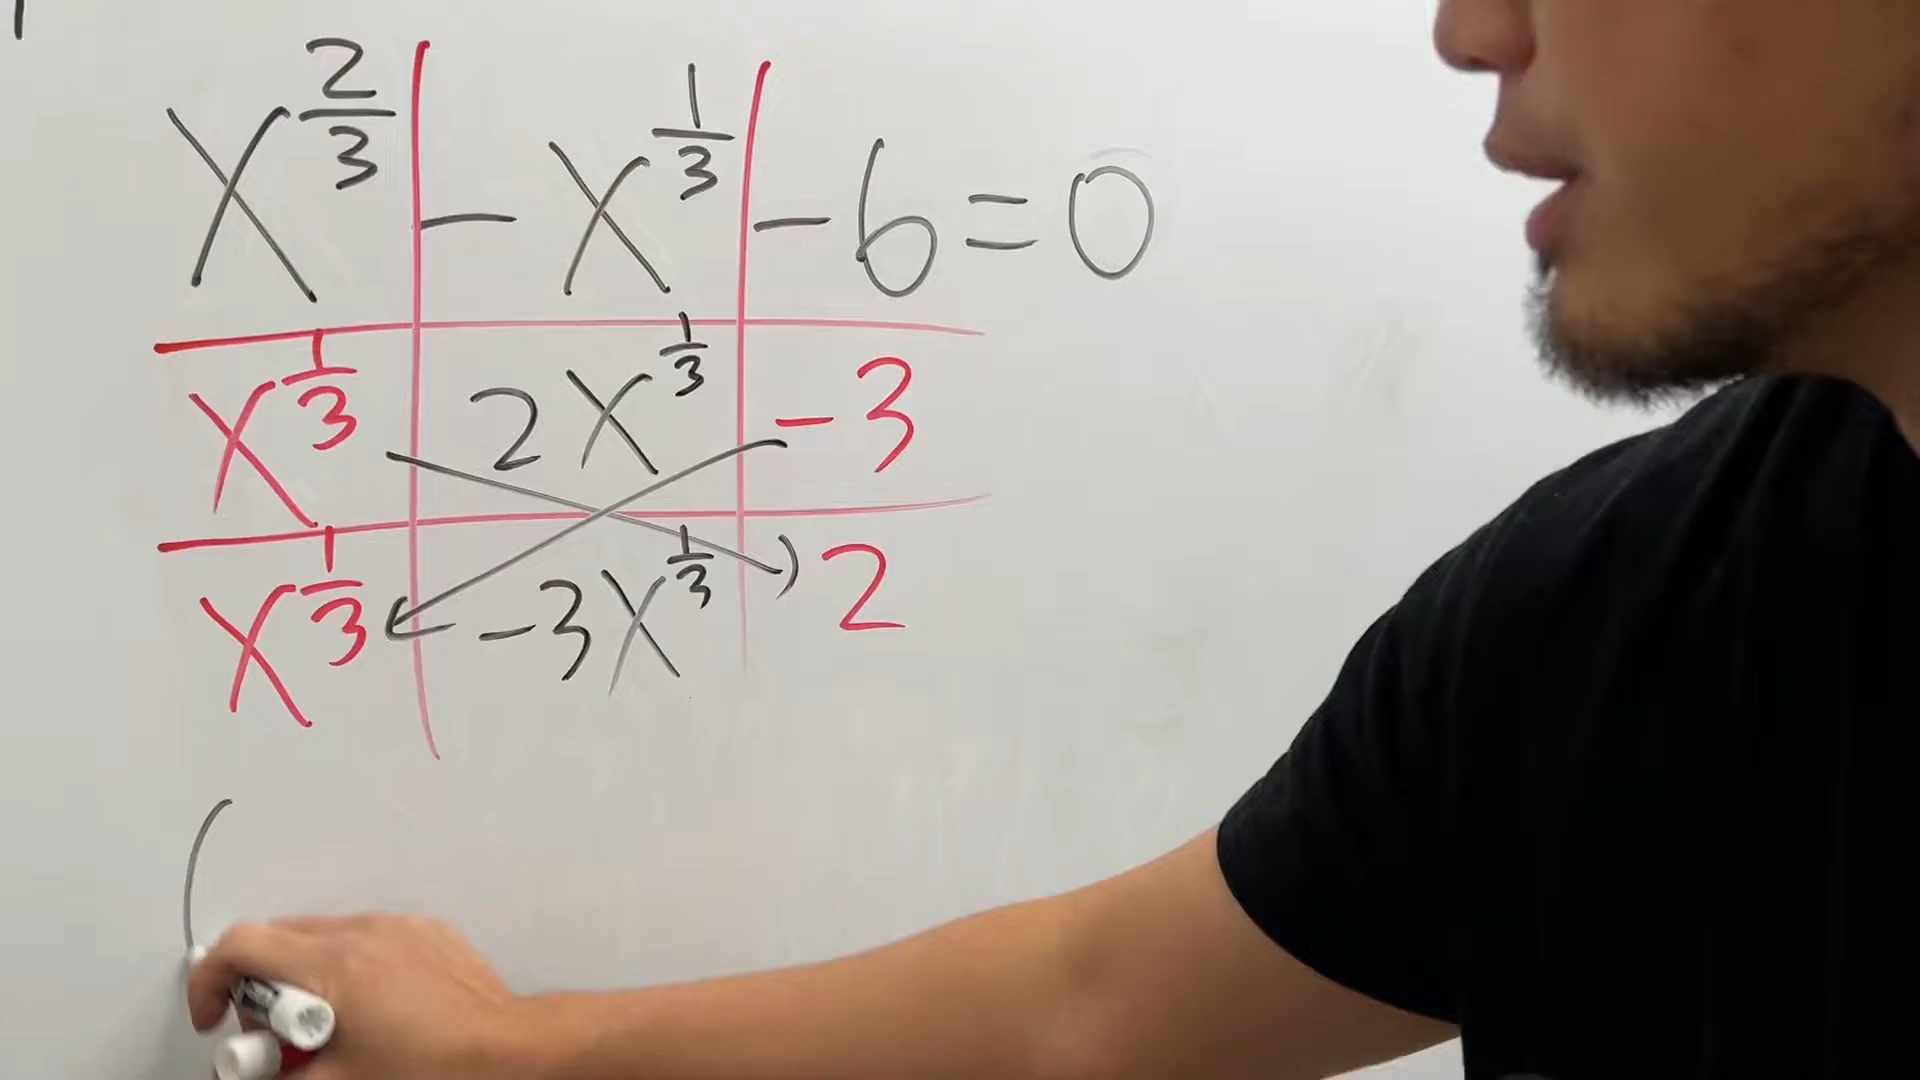 x^{2/3} - x^{1/3} - 6 = 0
x^{1/3} 2x^{1/3} -3
x^{1/3} -3x^{1/3} 2
(